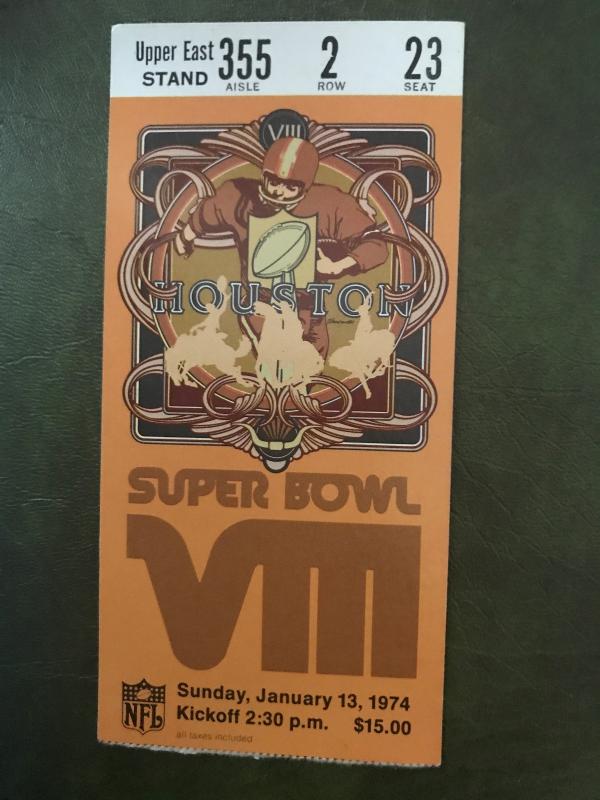 Upper East 355 2 23
STAND AISLE ROW SEAT
VIII
HOUSTON
SUPER BOWL
VIII
NFL
Sunday, January 13, 1974
Kickoff 2:30 p.m. $15.00
all taxes included